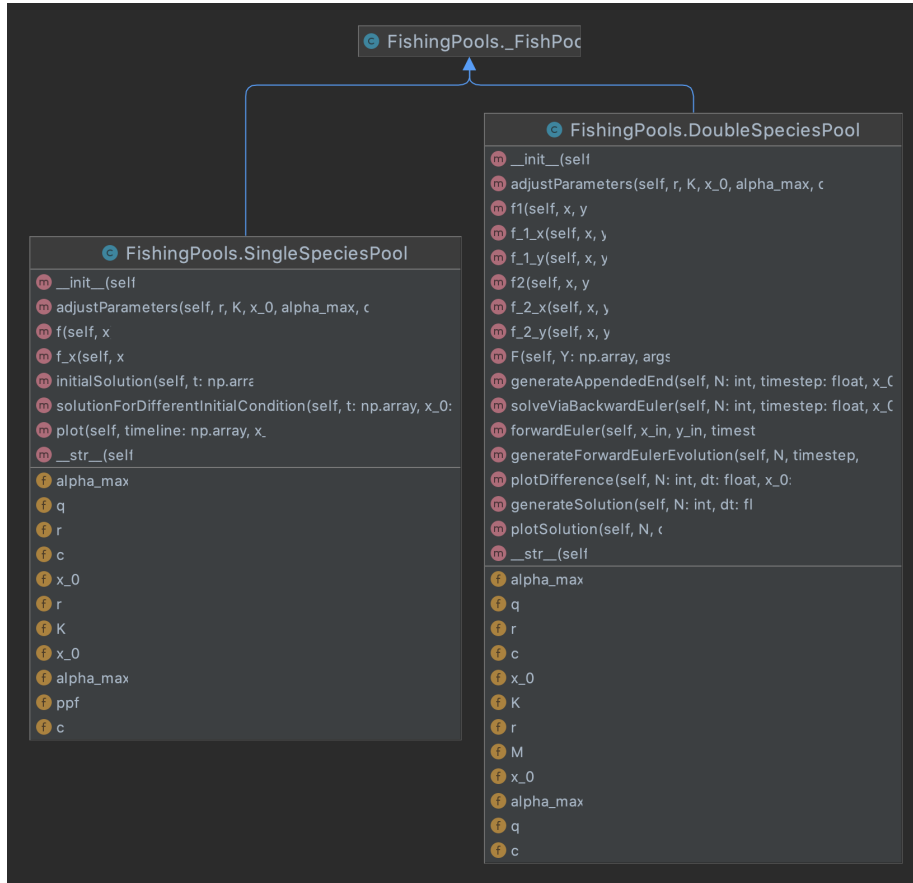 FishingPools._FishPoo
FishingPools.SingleSpeciesPool
__init__(self
adjustParameters(self, r, K, x_0, alpha_max, c
f(self, x
f_x(self, x
initialSolution(self, t: np.arra
solutionForDifferentInitialCondition(self, t: np.array, x_0:
plot(self, timeline: np.array, x_
__str__(self
alpha_max
q
r
c
x_0
r
K
x_0
alpha_max
ppf
c
FishingPools.DoubleSpeciesPool
__init__(self
adjustParameters(self, r, K, x_0, alpha_max, c
f1(self, x, y
f_1_x(self, x, y
f_1_y(self, x, y
f2(self, x, y
f_2_x(self, x, y
f_2_y(self, x, y
F(self, Y: np.array, args
generateAppendedEnd(self, N: int, timestep: float, x_0
solveViaBackwardEuler(self, N: int, timestep: float, x_0
forwardEuler(self, x_in, y_in, timest
generateForwardEulerEvolution(self, N, timestep,
plotDifference(self, N: int, dt: float, x_0:
generateSolution(self, N: int, dt: fl
plotSolution(self, N, c
__str__(self
alpha_max
q
r
c
x_0
K
r
M
x_0
alpha_max
q
c